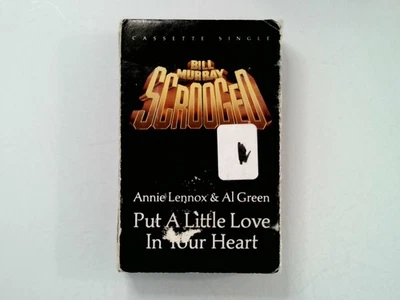 CASSETTE SINGLE
BILL
MURRAY
SCROOGED
Annie Lennox & Al Green
Put A Little Love
In Your Heart